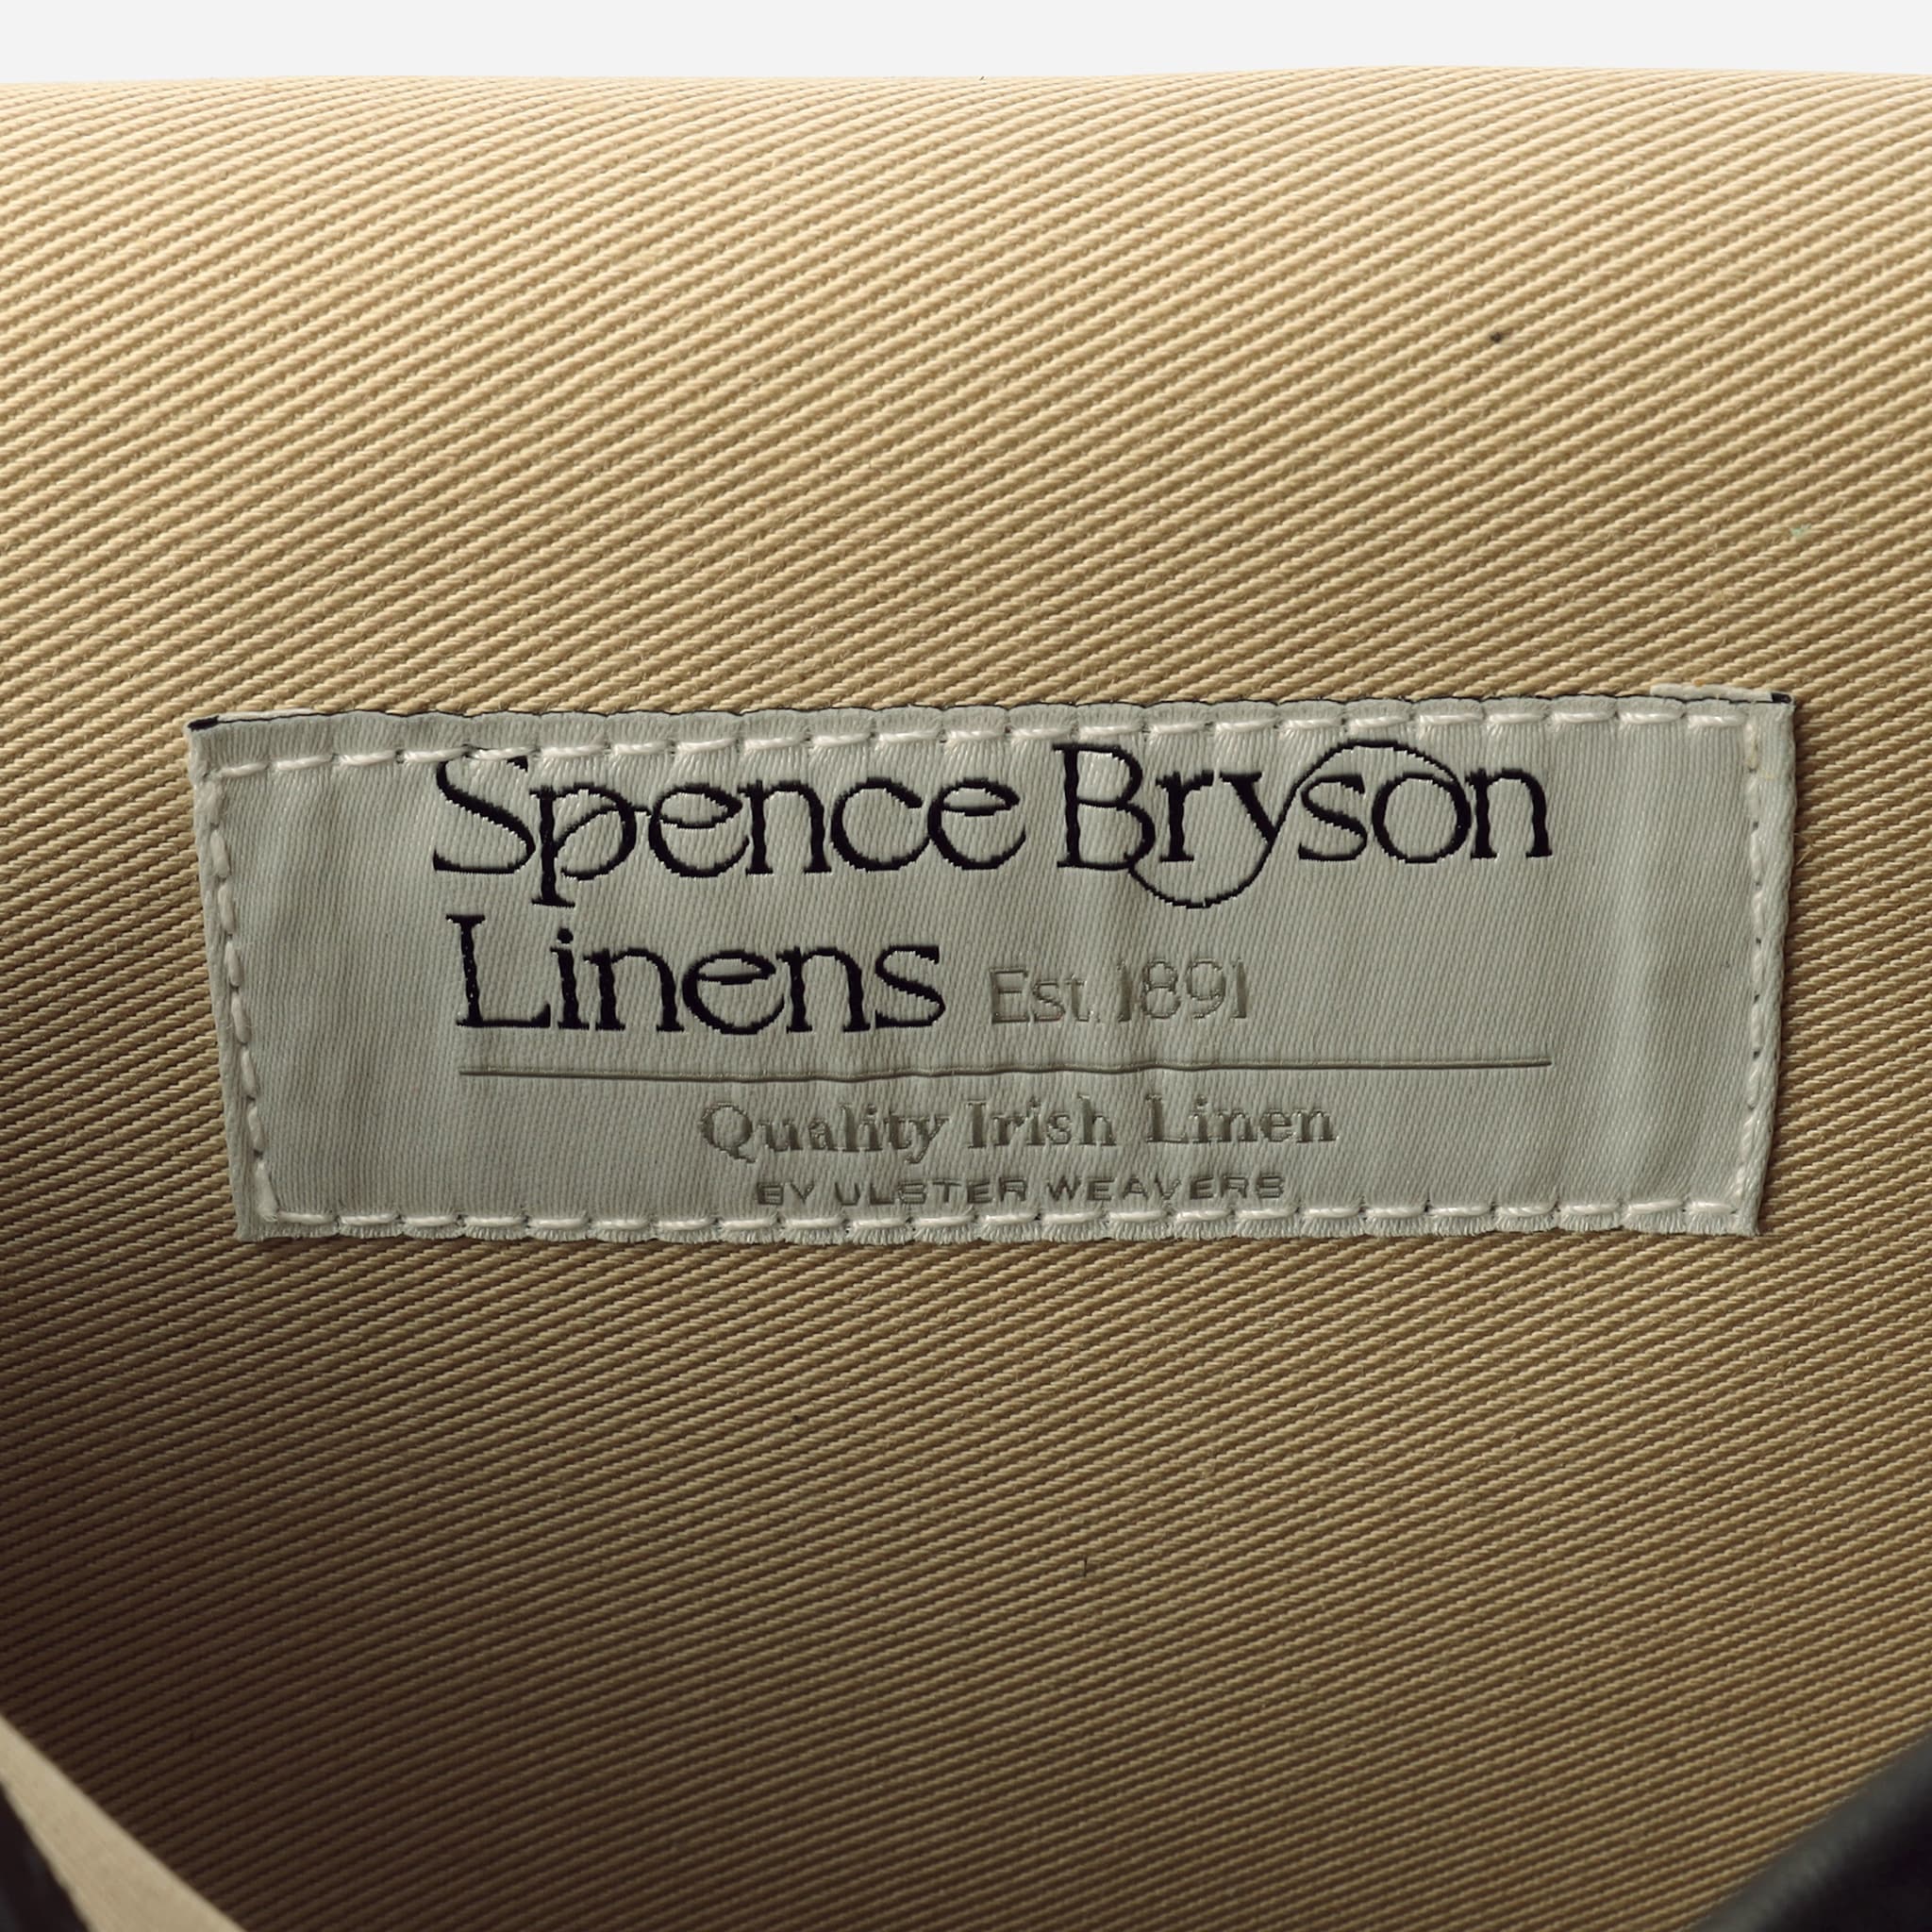 Spence Bryson
Linens Est. 1891
Quality Irish Linen
BY ULSTER WEAVERS